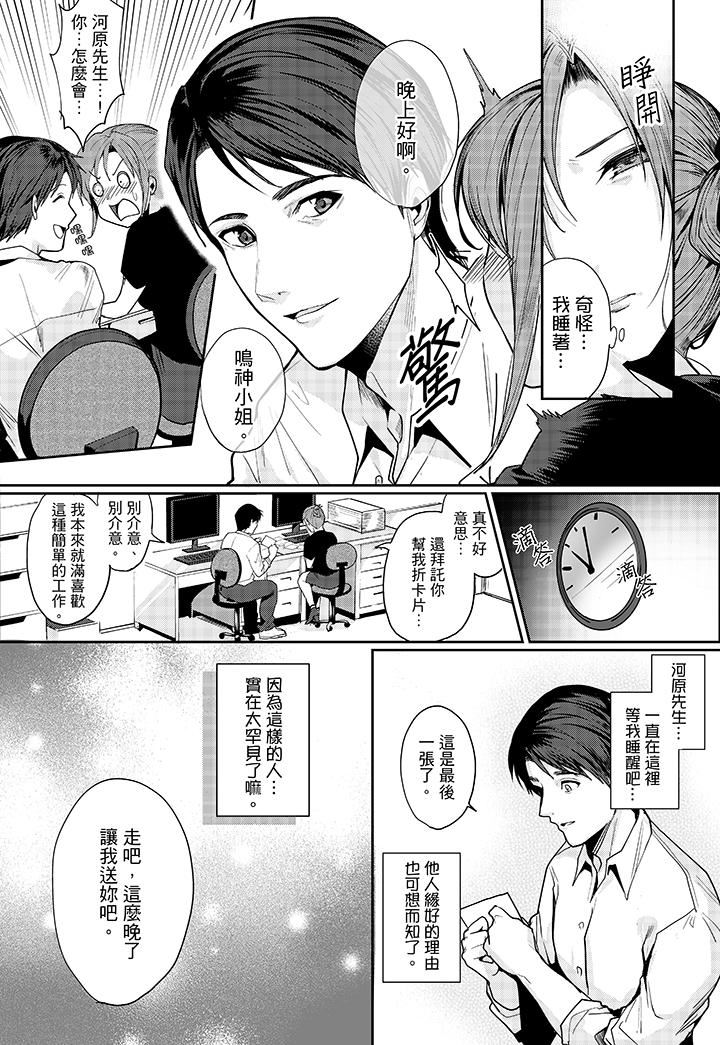 睜開
奇怪…
我睡著…
晚上好啊。
驚
鳴神小姐。
河原先生…！
你…怎麼會…
嘿嘿
滴答
滴答
真不好
意思…
還拜託你
幫我折卡片…
別介意、
別介意。
我本來就滿喜歡
這種簡單的工作。
河原先生…
一直在這裡
等我睡醒吧…
這是最後
一張了。
他人緣好的理由
也可想而知了。
因為這樣的人…
實在太罕見了嘛。
走吧，這麼晚了
讓我送妳吧。